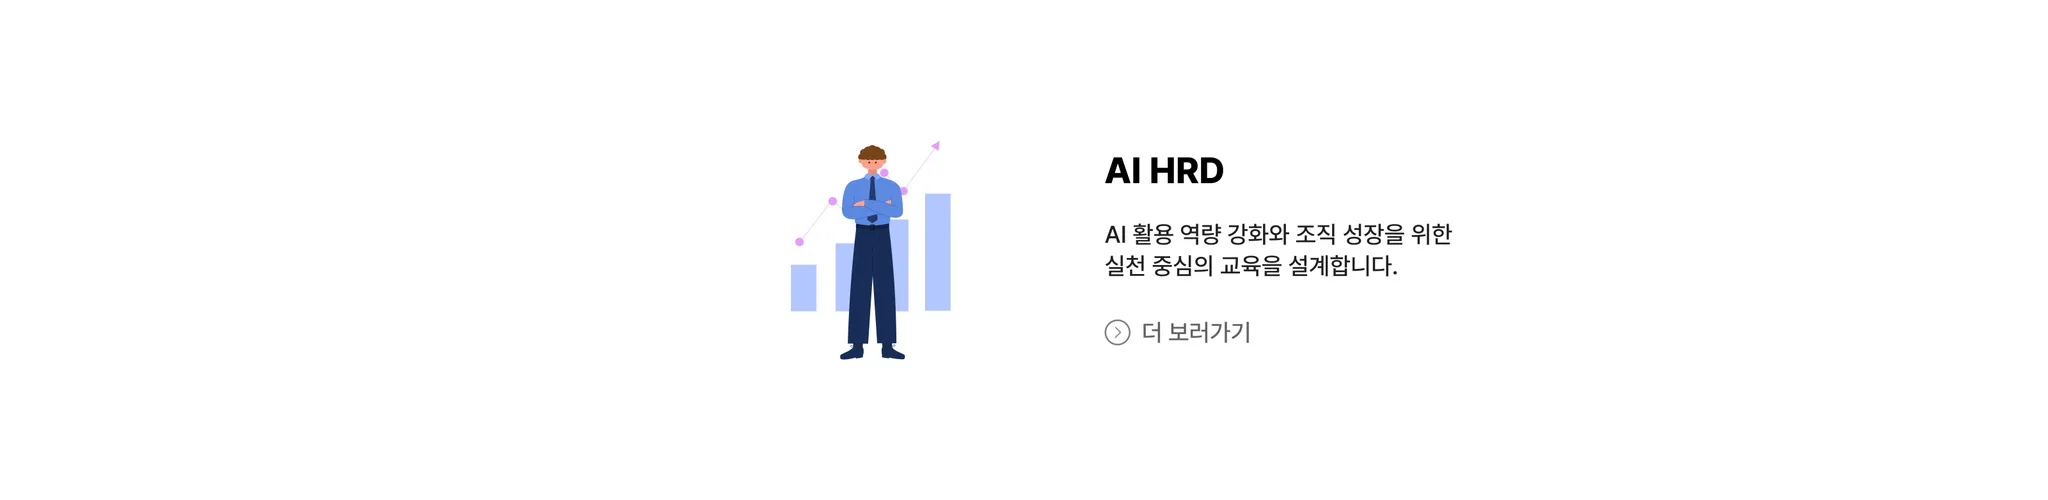 AI HRD
AI 활용 역량 강화와 조직 성장을 위한
실천 중심의 교육을 설계합니다.
더 보러가기